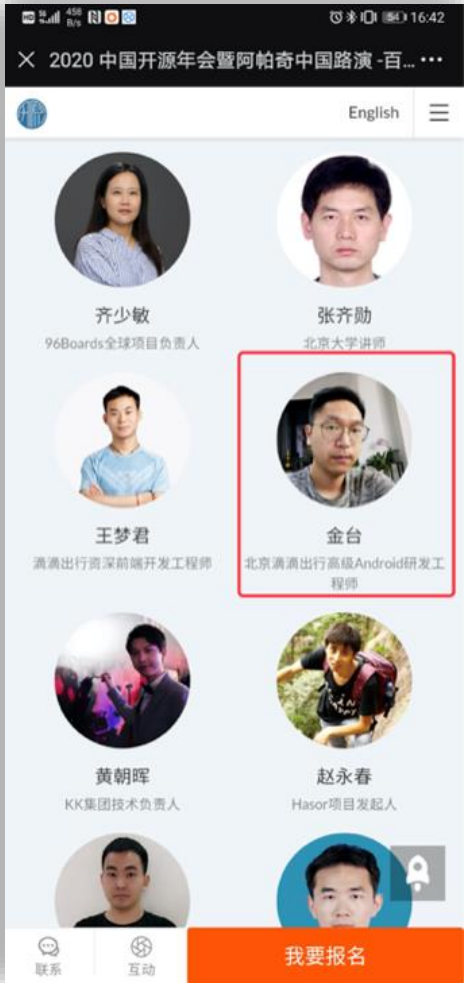 HD 5G 458 B/s 54 16:42
2020 中国开源年会暨阿帕奇中国路演 -百...
English
齐少敏
张齐勋
96Boards全球项目负责人
北京大学讲师
王梦君
金台
滴滴出行资深前端开发工程师
北京滴滴出行高级Android研发工
程师
黄朝晖
赵永春
KK集团技术负责人
Hasor项目发起人
联系
互动
我要报名